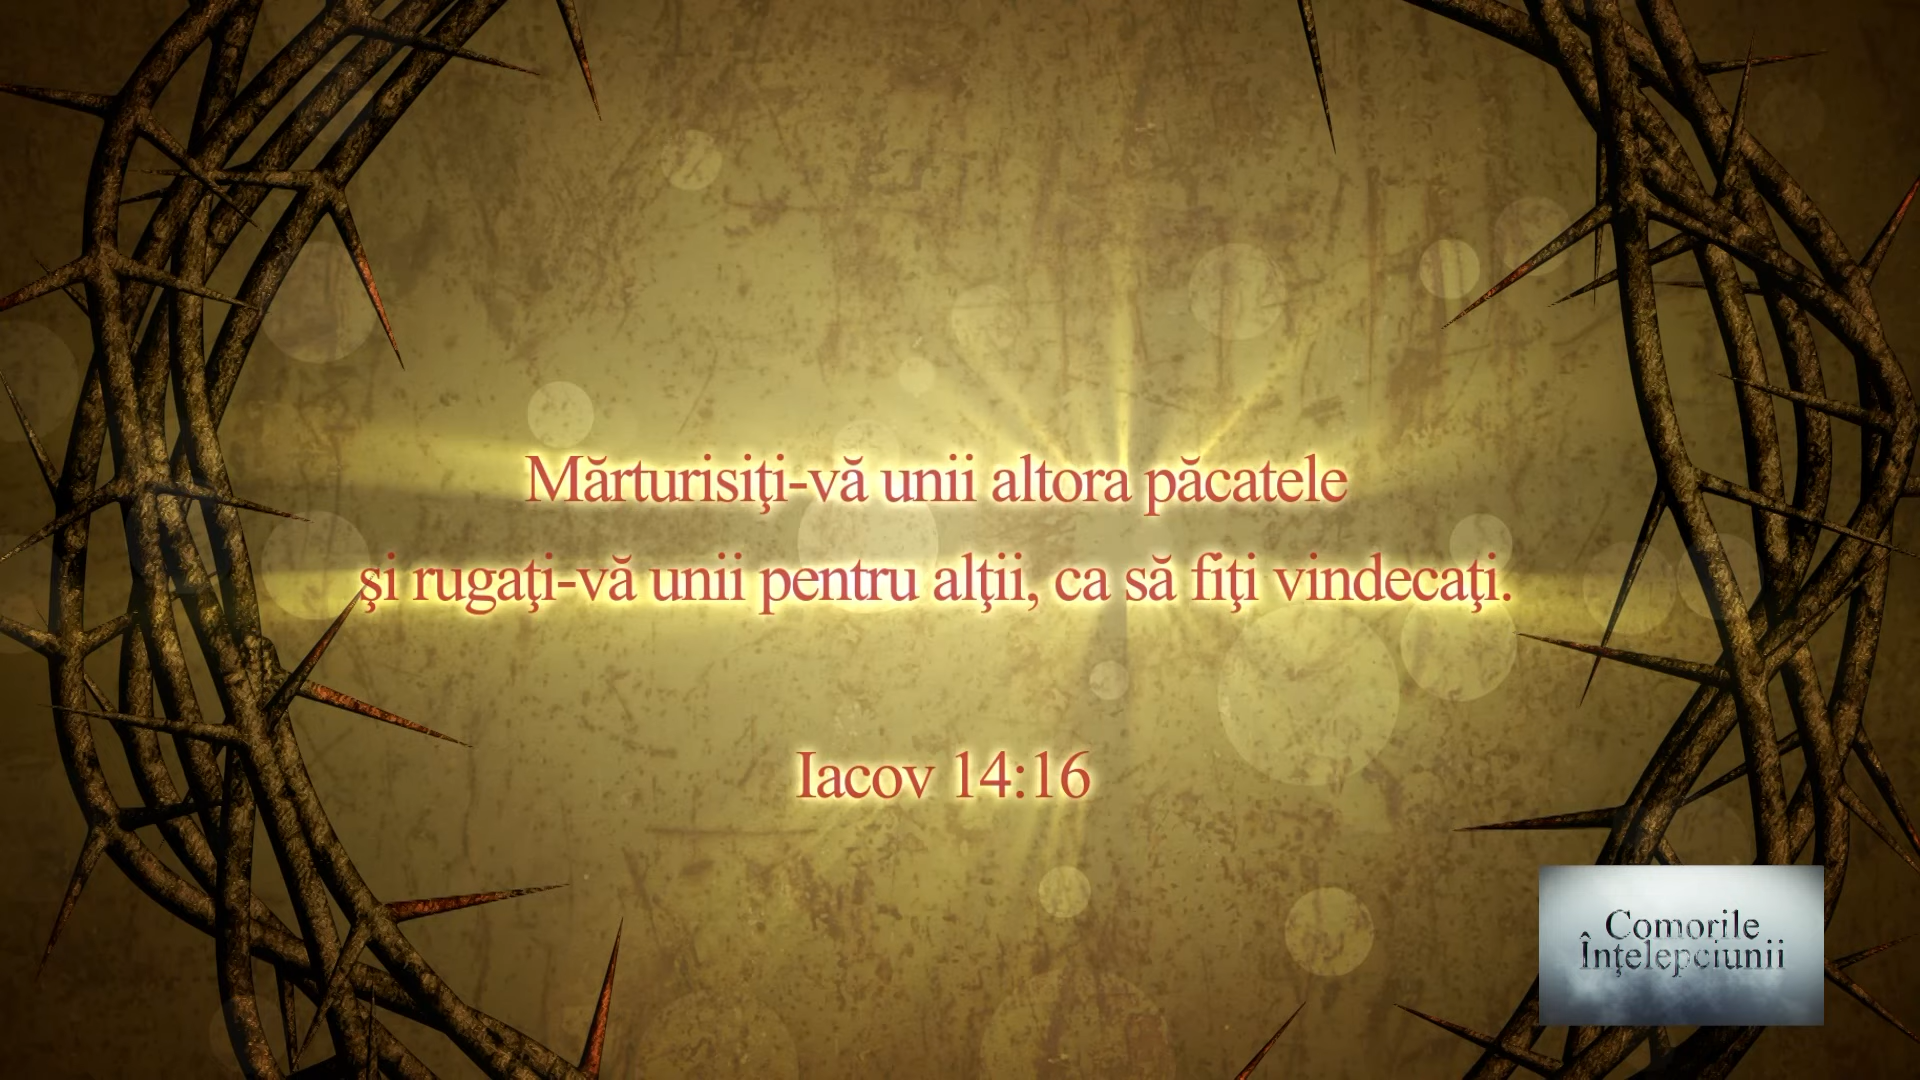 Mărturisiţi-vă unii altora păcatele
şi rugaţi-vă unii pentru alţii, ca să fiţi vindecaţi.
Iacov 14:16
Comorile
Înţelepciunii